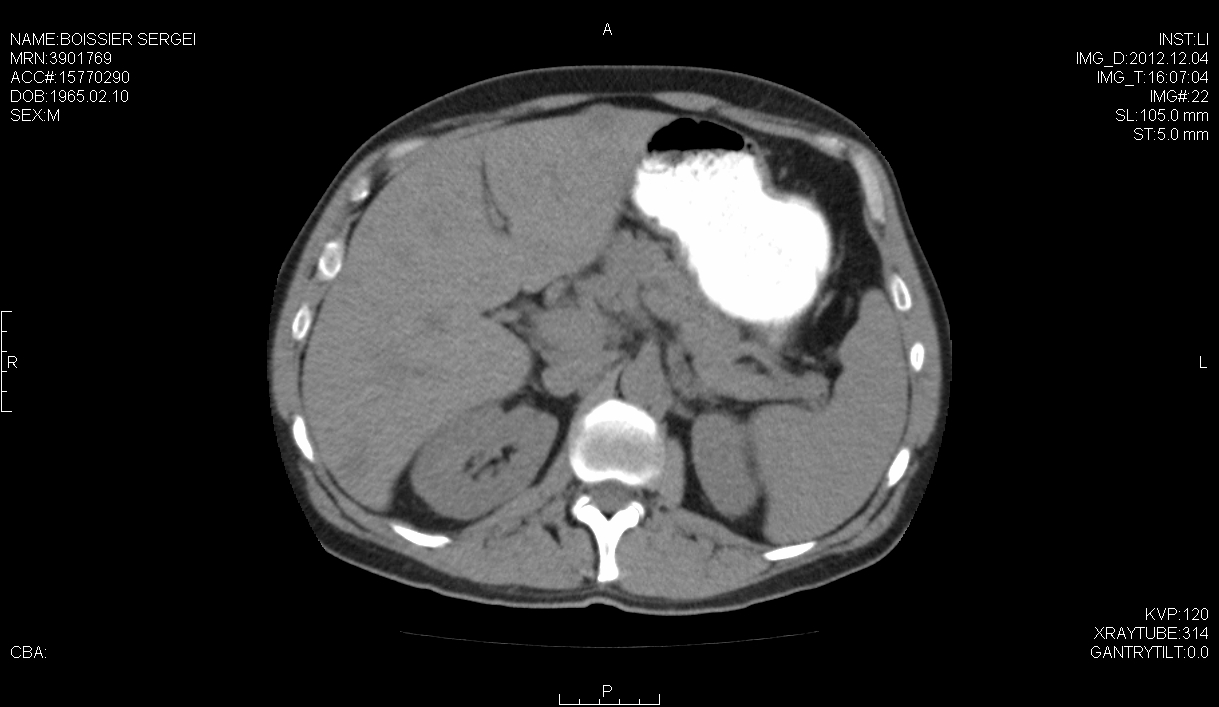 A
NAME:BOISSIER SERGEI
MRN:3901769
ACC#:15770290
DOB:1965.02.10
SEX:M
INST:LI
IMG_D:2012.12.04
IMG_T:16:07:04
IMG#:22
SL:105.0 mm
ST:5.0 mm
R
L
CBA:
KVP:120
XRAYTUBE:314
GANTRYTILT:0.0
P